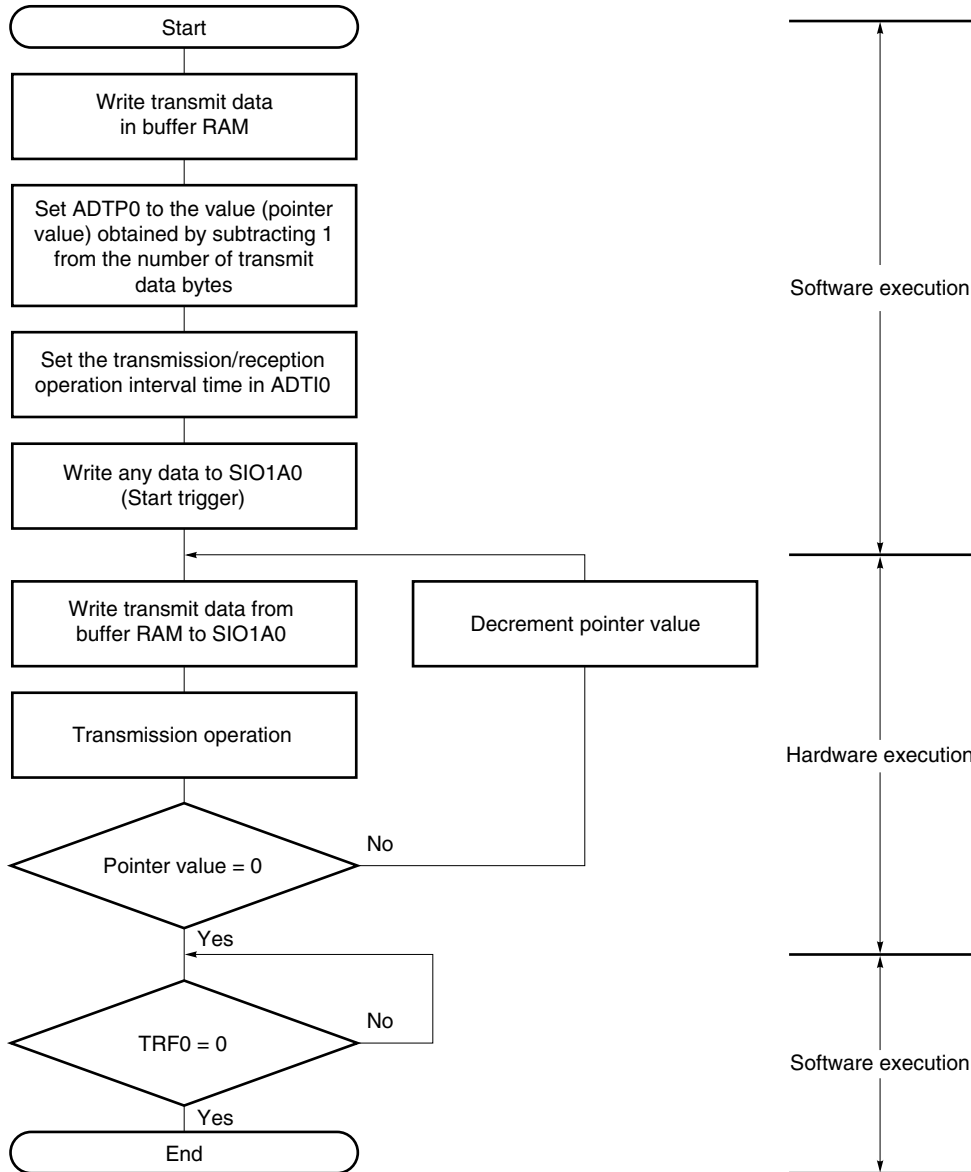 Start
Write transmit data
in buffer RAM
Set ADTP0 to the value (pointer
value) obtained by subtracting 1
from the number of transmit
data bytes
Software execution
Set the transmission/reception
operation interval time in ADTI0
Write any data to SIO1A0
(Start trigger)
Write transmit data from
buffer RAM to SIO1A0
Decrement pointer value
Transmission operation
Hardware execution
No
Pointer value = 0
Yes
No
TRF0 = 0
Software execution
Yes
End